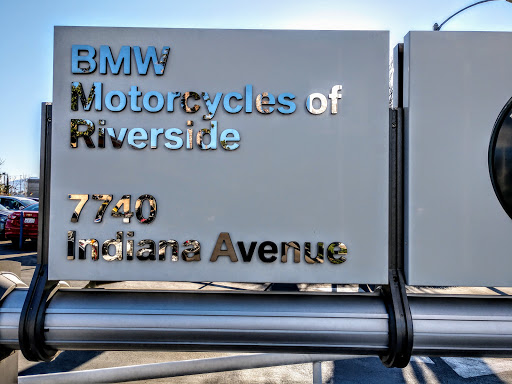 BMW
Motorcycles of
Riverside
7740
Indiana Avenue